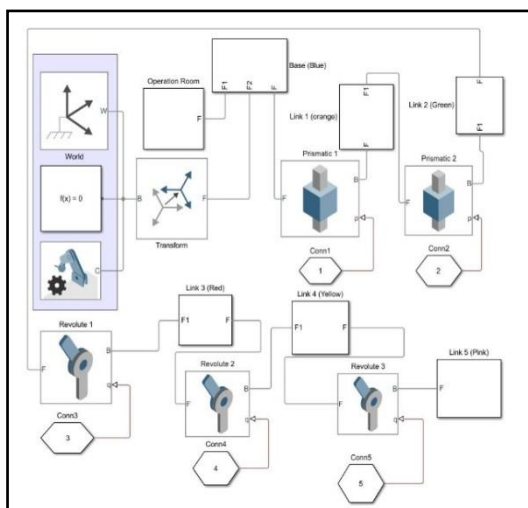 Base (Blue)
Operation Room
F1
F2
F
F
W
World
f(x) = 0
B
F
Transform
C
Link 1 (orange)
F1
F
Prismatic 1
F
B
p
Conn1
1
Link 2 (Green)
F
F1
Prismatic 2
F
B
p
Conn2
2
Revolute 1
F
B
q
Conn3
3
Link 3 (Red)
F1
F
Revolute 2
F
B
q
Conn4
4
Link 4 (Yellow)
F1
F
Revolute 3
F
B
q
Conn5
5
Link 5 (Pink)
F